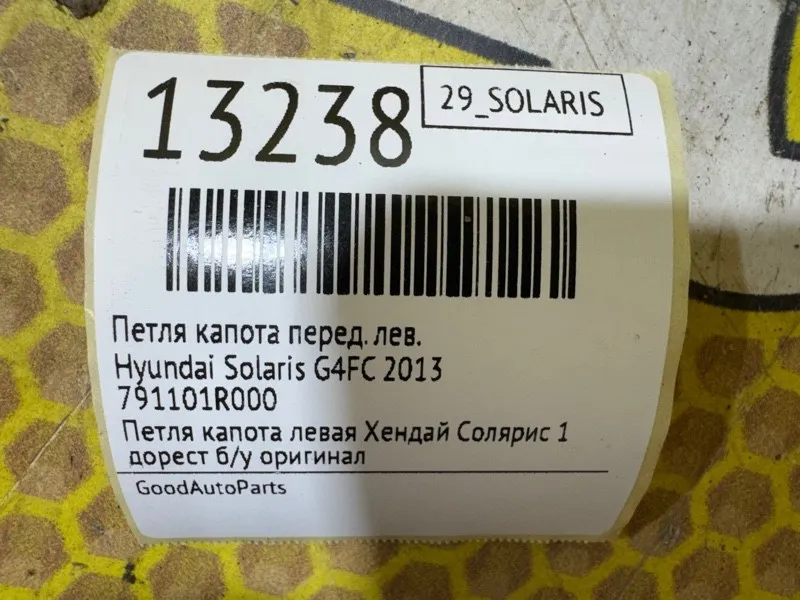 13238
29_SOLARIS
Петля капота перед. лев.
Hyundai Solaris G4FC 2013
791101R000
Петля капота левая Хендай Солярис 1
дорест б/у оригинал
GoodAutoParts